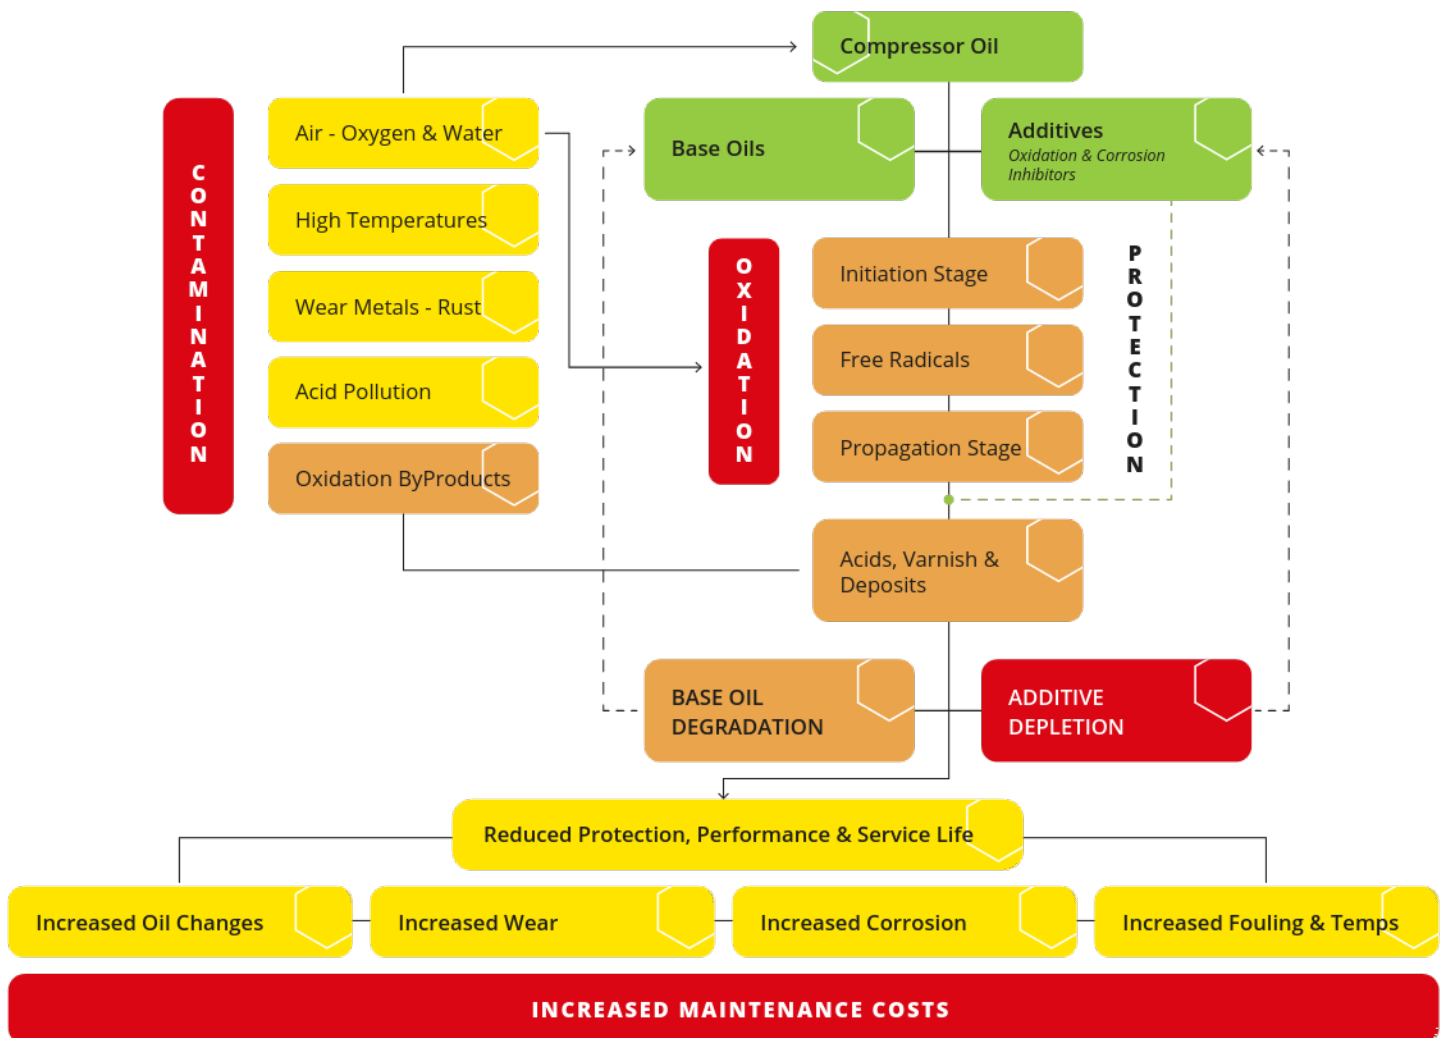 Compressor Oil
CONTAMINATION
Air - Oxygen & Water
High Temperatures
Wear Metals - Rust
Acid Pollution
Oxidation ByProducts
Base Oils
Additives
Oxidation & Corrosion
Inhibitors
OXIDATION
Initiation Stage
Free Radicals
Propagation Stage
PROTECTION
Acids, Varnish &
Deposits
BASE OIL
DEGRADATION
ADDITIVE
DEPLETION
Reduced Protection, Performance & Service Life
Increased Oil Changes
Increased Wear
Increased Corrosion
Increased Fouling & Temps
INCREASED MAINTENANCE COSTS